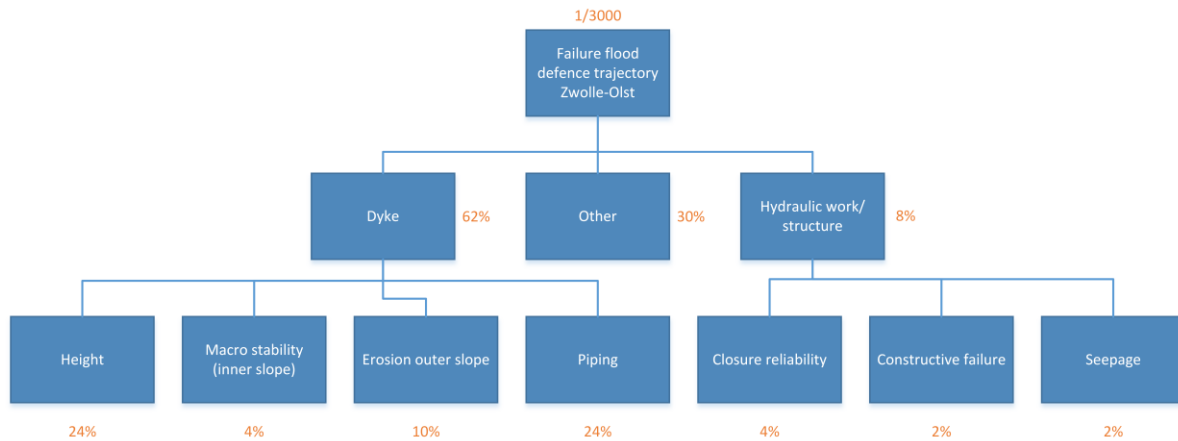 1/3000
Failure flood
defence trajectory
Zwolle-Olst
Dyke
62%
Other
30%
Hydraulic work/
structure
8%
Height
Macro stability
(inner slope)
Erosion outer slope
Piping
Closure reliability
Constructive failure
Seepage
24%
4%
10%
24%
4%
2%
2%